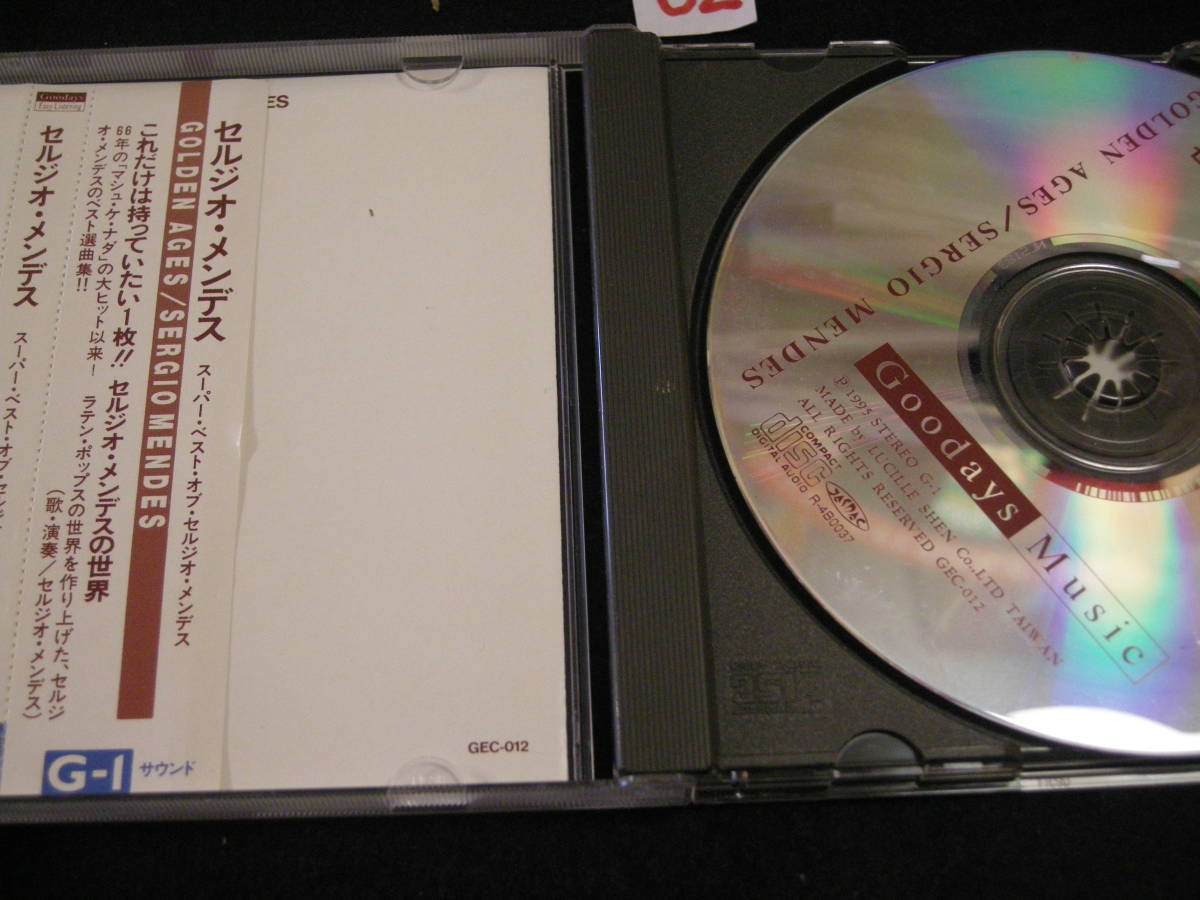 セルジオ・メンデス
スーパー・ベスト・オブ・セルジオ・メンデス
GOLDEN AGES/SERGIO MENDES
これだけは持っていたい1枚!! セルジオ・メンデスの世界
66年の「マシュ・ケ・ナダ」の大ヒット以来! ラテン・ポップスの世界を作り上げた、セルジ
オ・メンデスのベスト選曲集!! (歌・演奏/セルジオ・メンデス)
G-1 サウンド
Goodays
Easy Listening
セルジオ・メンデス
スーパー・ベスト・オブ・
ES
GEC-012
GOLDEN AGES/SERGIO MENDES
Goodays Music
P 1995 STEREO G-1
MADE by LUCILLE SHEN Co.,LTD TAIWAN
ALL RIGHTS RESERVED GEC-012
COMPACT
disc
DIGITAL AUDIO
JASRAC
R-480037